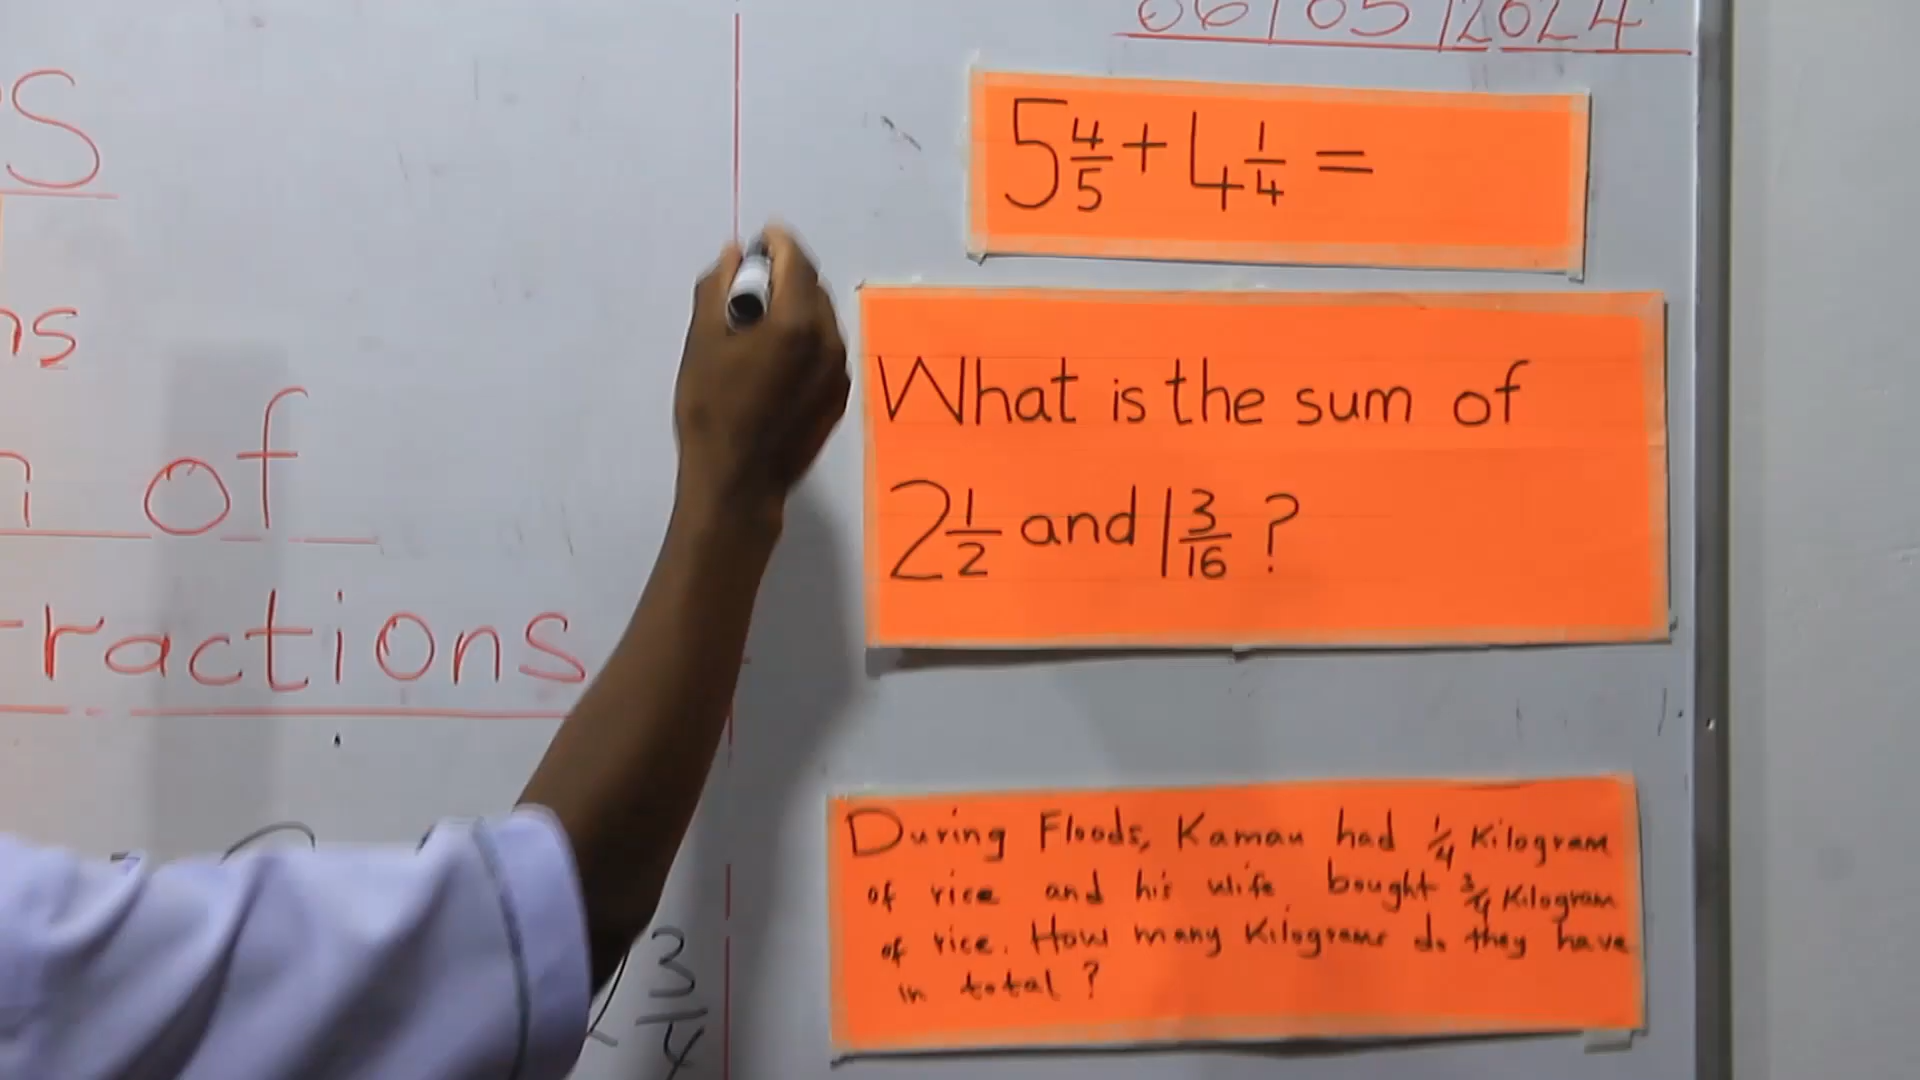 S
ns
n of
ractions
3/4
06/05/2024
5 4/5 + 4 1/4 =
What is the sum of
2 1/2 and 1 3/16 ?
During Floods, Kamau had 1/4 Kilogram
of rice and his wife bought 3/4 Kilogram
of rice. How many Kilograms do they have
in total ?